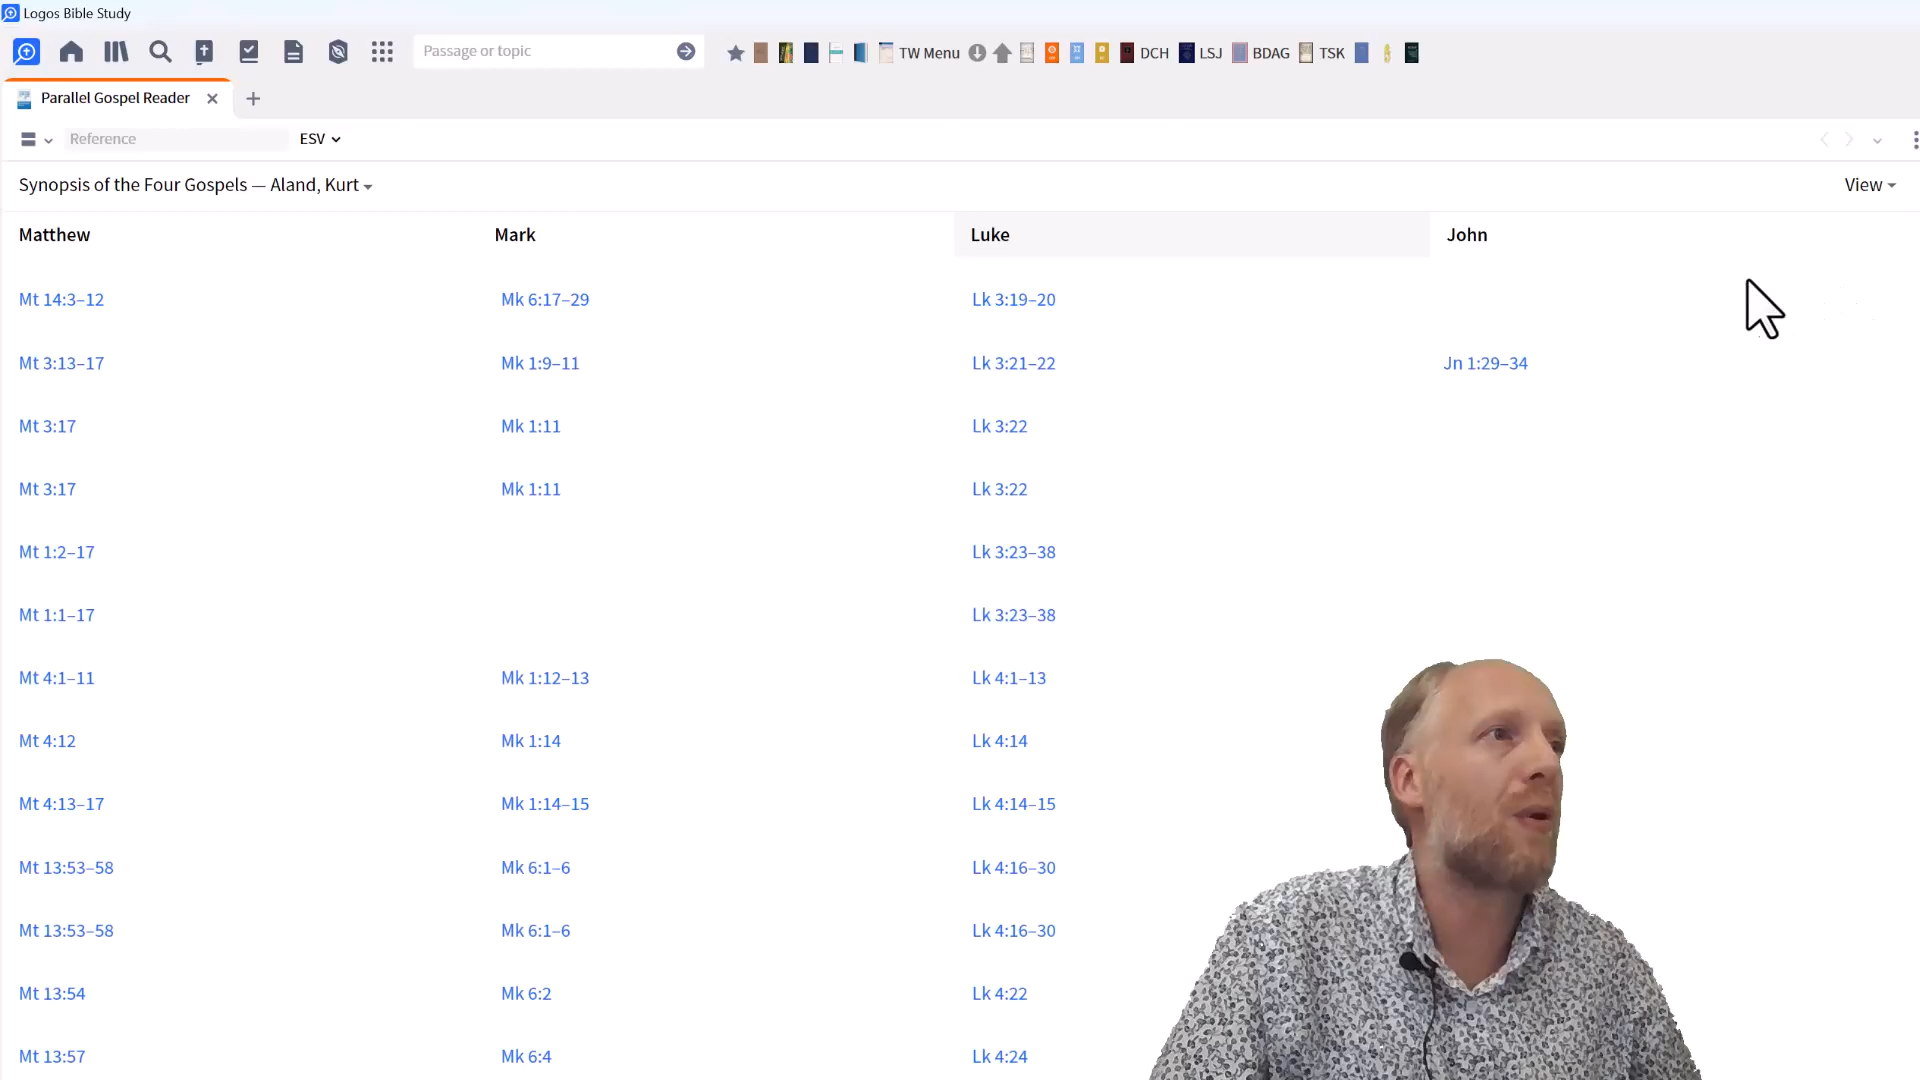 Logos Bible Study
Passage or topic
TW Menu DCH LSJ BDAG TSK
Parallel Gospel Reader
Reference ESV
Synopsis of the Four Gospels — Aland, Kurt View
Matthew Mark Luke John
Mt 14:3–12 Mk 6:17–29 Lk 3:19–20
Mt 3:13–17 Mk 1:9–11 Lk 3:21–22 Jn 1:29–34
Mt 3:17 Mk 1:11 Lk 3:22
Mt 3:17 Mk 1:11 Lk 3:22
Mt 1:2–17 Lk 3:23–38
Mt 1:1–17 Lk 3:23–38
Mt 4:1–11 Mk 1:12–13 Lk 4:1–13
Mt 4:12 Mk 1:14 Lk 4:14
Mt 4:13–17 Mk 1:14–15 Lk 4:14–15
Mt 13:53–58 Mk 6:1–6 Lk 4:16–30
Mt 13:53–58 Mk 6:1–6 Lk 4:16–30
Mt 13:54 Mk 6:2 Lk 4:22
Mt 13:57 Mk 6:4 Lk 4:24